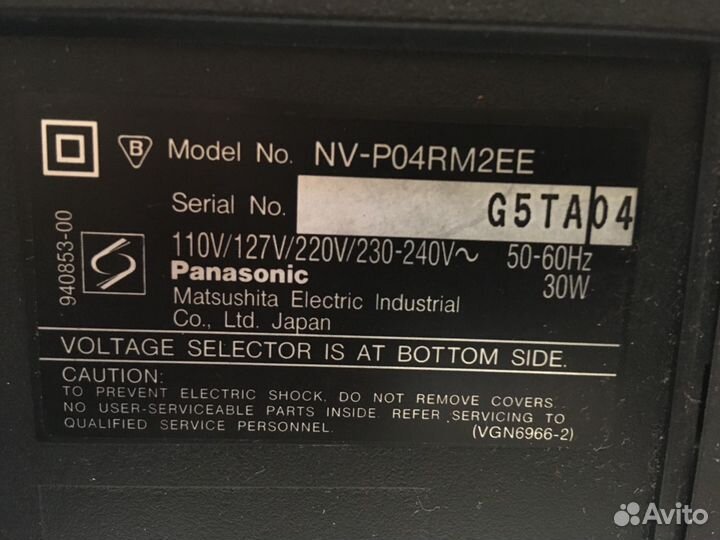 B Model No. NV-P04RM2EE
Serial No. G5TA04
940853-00
110V/127V/220V/230-240V~ 50-60Hz
Panasonic 30W
Matsushita Electric Industrial
Co., Ltd. Japan
VOLTAGE SELECTOR IS AT BOTTOM SIDE.
CAUTION:
TO PREVENT ELECTRIC SHOCK, DO NOT REMOVE COVERS.
NO USER-SERVICEABLE PARTS INSIDE. REFER SERVICING TO
QUALIFIED SERVICE PERSONNEL. (VGN6966-2)
Avito